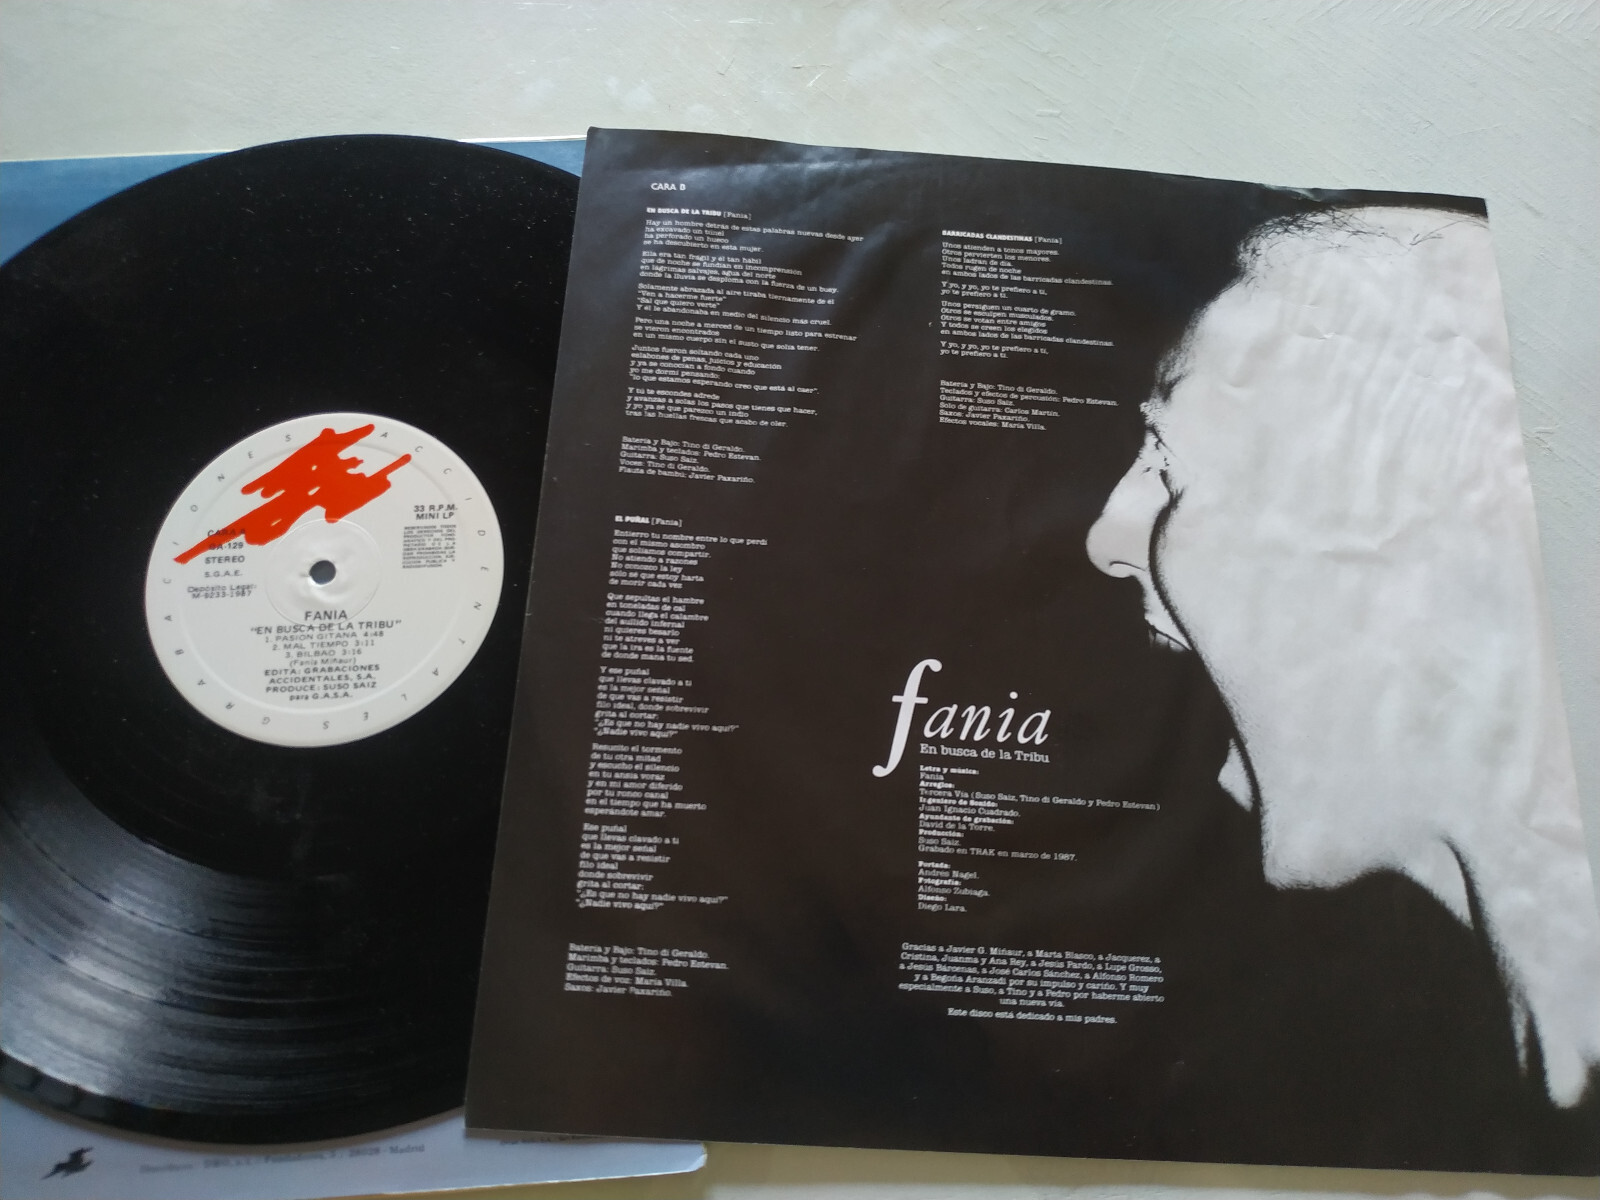 GRABACIONES ACCIDENTALES
CARA A
GA-129
STEREO
S.G.A.E.
Depósito Legal:
M-9233-1987
33 R.P.M.
MINI LP
FANIA
"EN BUSCA DE LA TRIBU"
1. PASION GITANA 4:48
2. MAL TIEMPO 3:11
3. BILBAO 3:16
(Fania Miñaur)
EDITA: GRABACIONES
ACCIDENTALES, S.A.
PRODUCE: SUSO SAIZ
para G.A.S.A.
CARA B
EN BUSCA DE LA TRIBU [Fania]
Hay un hombre detrás de estas palabras nuevas desde ayer
ha excavado un túnel
ha perforado un hueco
se ha descubierto en esta mujer.
Ella era tan frágil y él tan hábil
que de noche se fundían en incomprensión
en lágrimas salvajes, agua del norte
donde la lluvia se desploma con la fuerza de un buey.
Solamente abrazada al aire tiraba tiernamente de él
"Ven a hacerme fuerte"
"Sal que quiero verte"
Y él le abandonaba en medio del silencio más cruel.
Pero una noche a merced de un tiempo listo para estrenar
se vieron encontrados
en un mismo cuerpo sin el susto que solía tener.
Juntos fueron soltando cada uno
eslabones de penas, juicios y educación
y ya se conocían a fondo cuando
yo me dormí pensando:
"lo que estamos esperando creo que está al caer".
Y tú te escondes adrede
y avanzas a solas los pasos que tienes que hacer,
y yo ya sé que parezco un indio
tras las huellas frescas que acabo de oler.
Batería y Bajo: Tino di Geraldo.
Marimba y teclados: Pedro Estevan.
Guitarra: Suso Saiz.
Voces: Tino di Geraldo.
Flauta de bambú: Javier Paxariño.
EL PUÑAL [Fania]
Entierro tu nombre entre lo que perdí
con el mismo asombro
que solíamos compartir.
No atiendo a razones
No conozco la ley
sólo sé que estoy harta
de morir cada vez
Que sepultas el hambre
en toneladas de cal
cuando llega el calambre
del aullido infernal
ni quieres besarlo
ni te atreves a ver
que la ira es la fuente
de donde mana tu sed.
Y ese puñal
que llevas clavado a ti
es la mejor señal
de que vas a resistir
filo ideal, donde sobrevivir
grita al cortar:
"¿Es que no hay nadie vivo aquí?"
"¿Nadie vivo aquí?"
Resucito el tormento
de tu otra mitad
y escucho el silencio
en tu ansia voraz
y en mi amor diferido
por tu ronco canal
en el tiempo que ha muerto
esperándote amar.
Ese puñal
que llevas clavado a ti
es la mejor señal
de que vas a resistir
filo ideal
donde sobrevivir
grita al cortar:
"¿Es que no hay nadie vivo aquí?"
"¿Nadie vivo aquí?"
Batería y Bajo: Tino di Geraldo.
Marimba y teclados: Pedro Estevan.
Guitarra: Suso Saiz.
Efectos de voz: María Villa.
Saxos: Javier Paxariño.
BARRICADAS CLANDESTINAS [Fania]
Unos atienden a tonos mayores.
Otros pervierten los menores.
Unos ladran de día.
Todos rugen de noche
en ambos lados de las barricadas clandestinas.
Y yo, y yo, yo te prefiero a ti,
yo te prefiero a ti.
Unos persiguen un cuarto de gramo.
Otros se esculpen musculados.
Otros se votan entre amigos
Y todos se creen los elegidos
en ambos lados de las barricadas clandestinas.
Y yo, y yo, yo te prefiero a ti,
yo te prefiero a ti.
Batería y Bajo: Tino di Geraldo.
Teclados y efectos de percusión: Pedro Estevan.
Guitarra: Suso Saiz.
Solo de guitarra: Carlos Martín.
Saxos: Javier Paxariño.
Efectos vocales: María Villa.
fania
En busca de la Tribu
Letra y música:
Fania
Arreglos:
Tercera Vía (Suso Saiz, Tino di Geraldo y Pedro Estevan)
Ingeniero de Sonido:
Juan Ignacio Cuadrado.
Ayundante de grabación:
David de la Torre.
Producción:
Suso Saiz.
Grabado en TRAK en marzo de 1987.
Portada:
Andrés Nagel.
Fotografía:
Alfonso Zubiaga.
Diseño:
Diego Lara.
Gracias a Javier G. Miñaur, a Marta Blasco, a Jacquerez, a
Cristina, Juanma y Ana Rey, a Jesús Pardo, a Lupe Grosso,
a Jesús Bárcenas, a José Carlos Sánchez, a Alfonso Romero
y a Begoña Aranzadi por su impulso y cariño. Y muy
especialmente a Suso, a Tino y a Pedro por haberme abierto
una nueva vía.
Este disco está dedicado a mis padres.
28028 - Madrid